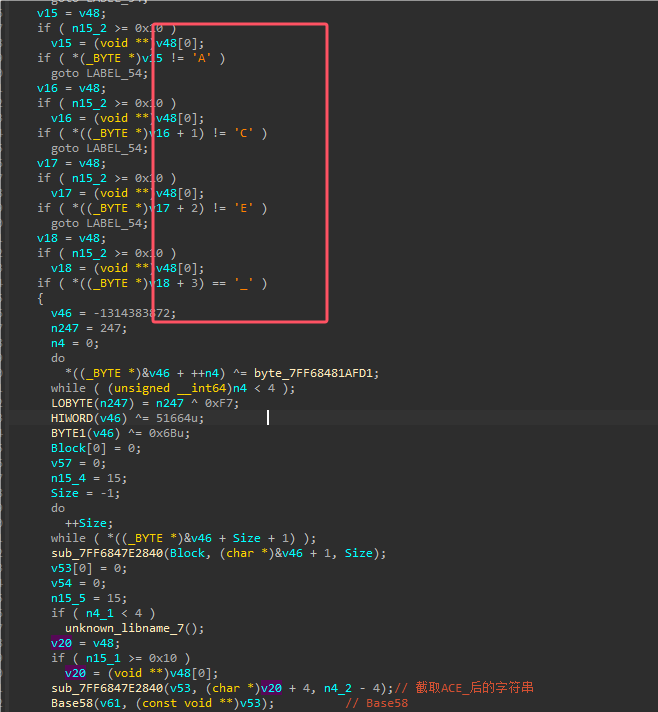 v15 = v48;
if ( n15_2 >= 0x10 )
v15 = (void **)v48[0];
if ( *(_BYTE *)v15 != 'A' )
goto LABEL_54;
v16 = v48;
if ( n15_2 >= 0x10 )
v16 = (void **)v48[0];
if ( *((_BYTE *)v16 + 1) != 'C' )
goto LABEL_54;
v17 = v48;
if ( n15_2 >= 0x10 )
v17 = (void **)v48[0];
if ( *((_BYTE *)v17 + 2) != 'E' )
goto LABEL_54;
v18 = v48;
if ( n15_2 >= 0x10 )
v18 = (void **)v48[0];
if ( *((_BYTE *)v18 + 3) == '_' )
{
v46 = -1314383872;
n247 = 247;
n4 = 0;
do
*((_BYTE *)&v46 + ++n4) ^= byte_7FF68481AFD1;
while ( (unsigned __int64)n4 < 4 );
LOBYTE(n247) = n247 ^ 0xF7;
HIWORD(v46) ^= 51664u;
BYTE1(v46) ^= 0x6Bu;
Block[0] = 0;
v57 = 0;
n15_4 = 15;
Size = -1;
do
++Size;
while ( *((_BYTE *)&v46 + Size + 1) );
sub_7FF6847E2840(Block, (char *)&v46 + 1, Size);
v53[0] = 0;
v54 = 0;
n15_5 = 15;
if ( n4_1 < 4 )
unknown_libname_7();
v20 = v48;
if ( n15_1 >= 0x10 )
v20 = (void **)v48[0];
sub_7FF6847E2840(v53, (char *)v20 + 4, n4_2 - 4);// 截取ACE_后的字符串
Base58(v61, (const void **)v53); // Base58